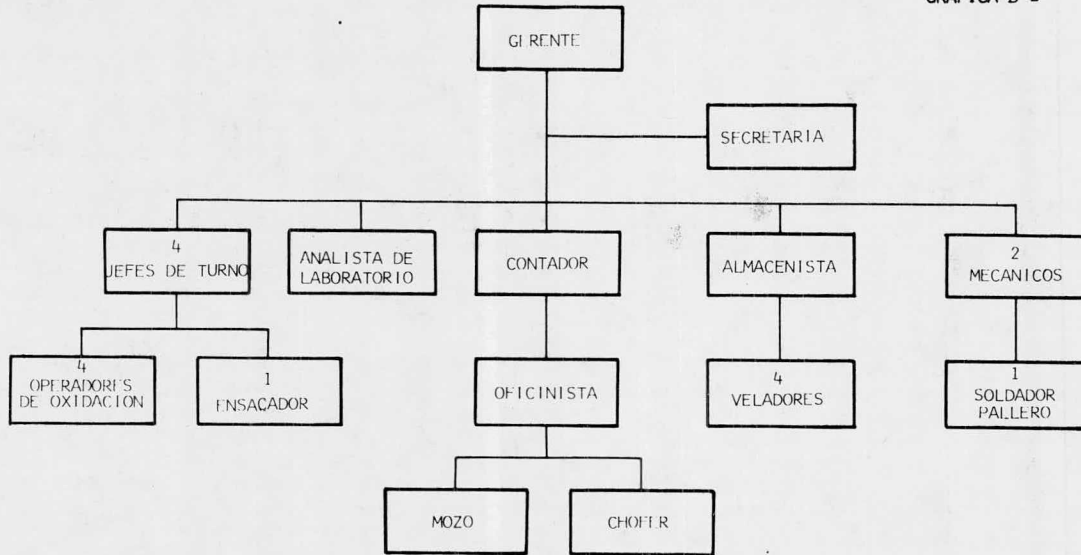 GERENTE
SECRETARIA
4
JEFES DE TURNO
ANALISTA DE
LABORATORIO
CONTADOR
ALMACENISTA
2
MECANICOS
4
OPERADORES
DE OXIDACION
1
ENSACADOR
OFICINISTA
4
VELADORES
1
SOLDADOR
PALLERO
MOZO
CHOFER